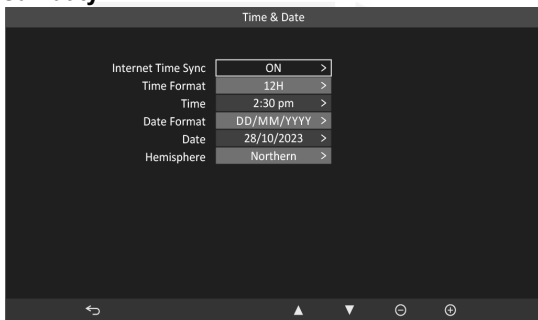 Time & Date
Internet Time Sync ON >
Time Format 12H >
Time 2:30 pm >
Date Format DD/MM/YYYY >
Date 28/10/2023 >
Hemisphere Northern >